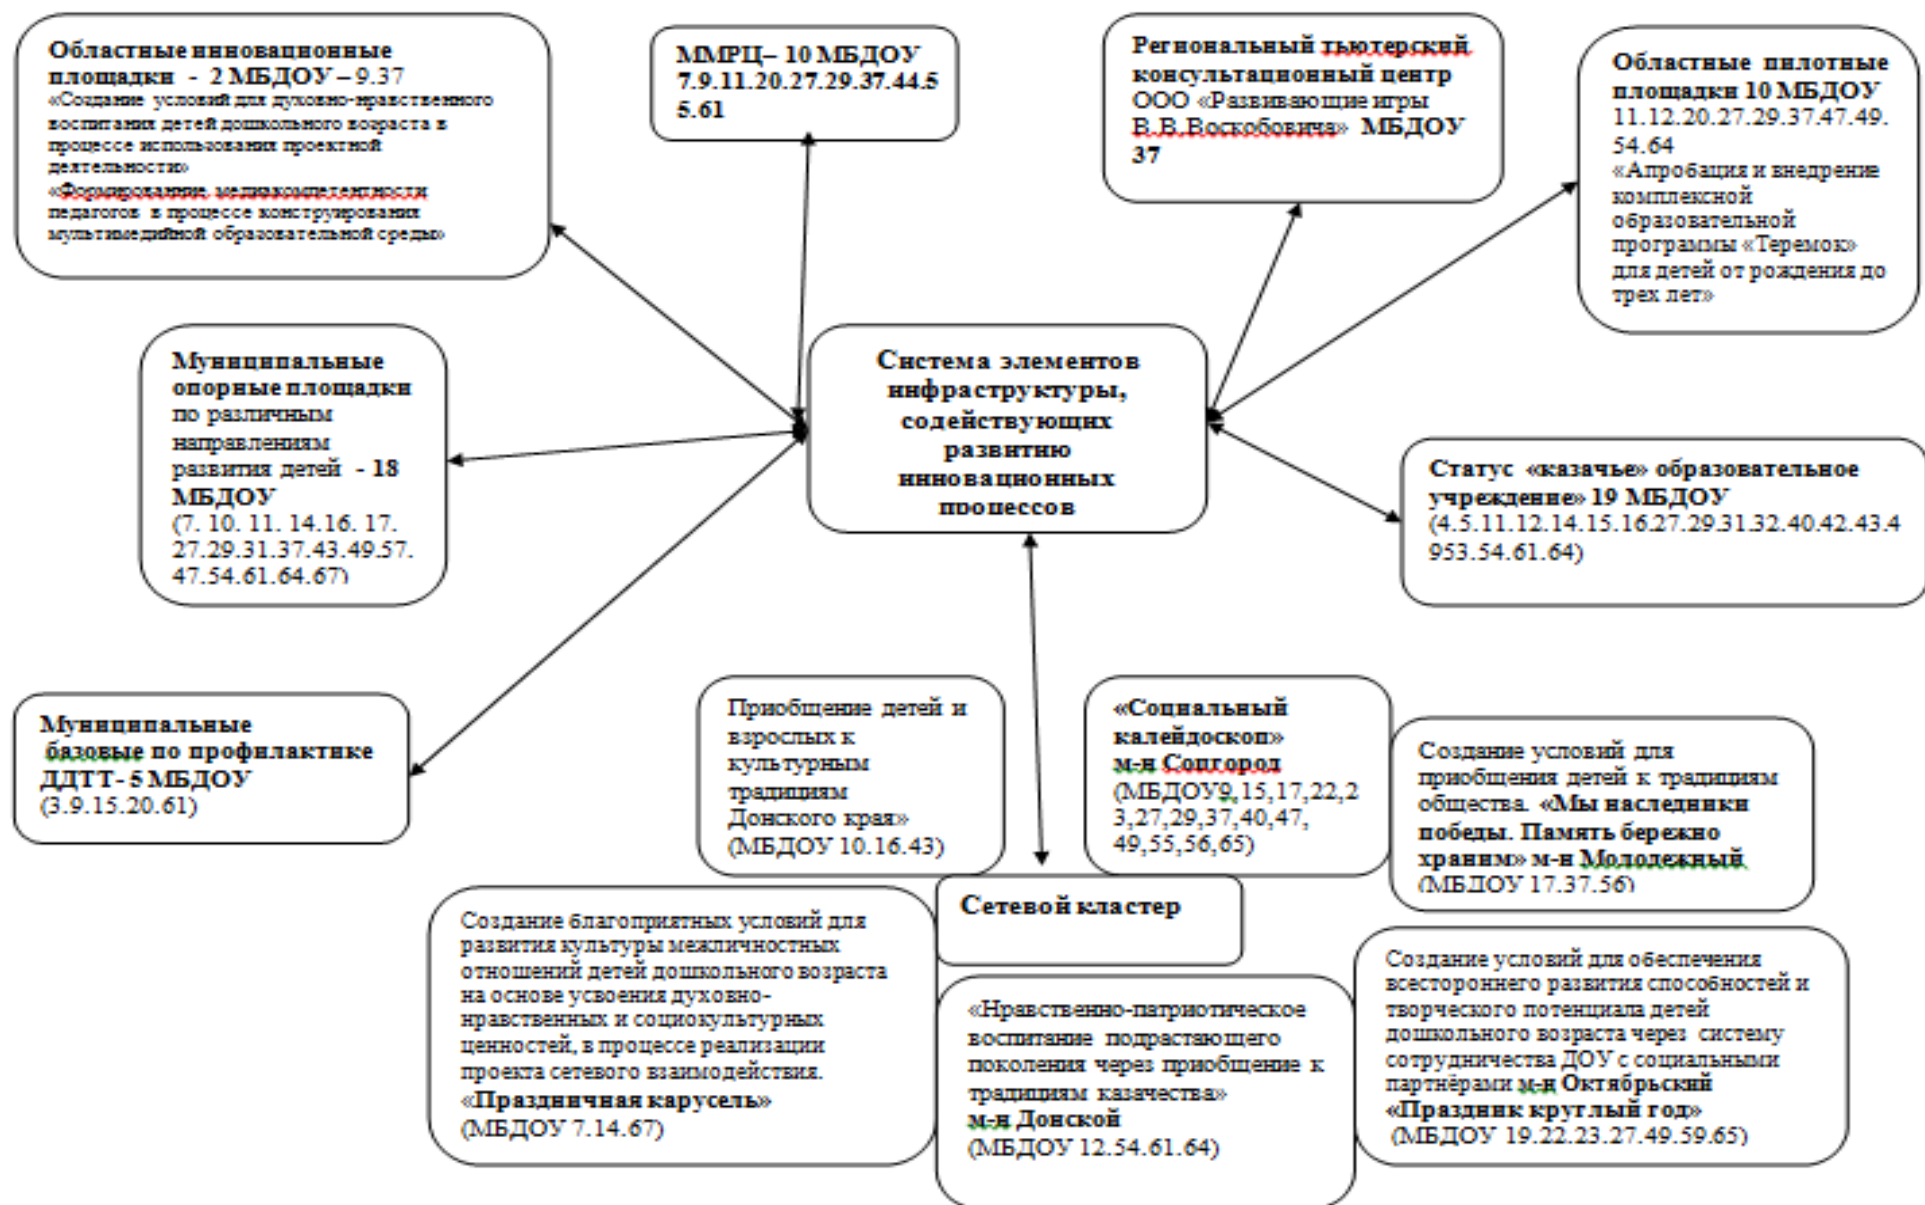 Областные инновационные
площадки - 2 МБДОУ – 9.37
«Создание условий для духовно-нравственного
воспитания детей дошкольного возраста в
процессе использования проектной
деятельности»
«Формированние медиакомпетентности
педагогов в процессе конструирования
мультимедийной образовательной среды»
ММРЦ– 10 МБДОУ
7.9.11.20.27.29.37.44.5
5.61
Региональный тьютерский
консультационный центр
ООО «Развивающие игры
В.В.Воскобовича» МБДОУ
37
Областные пилотные
площадки 10 МБДОУ
11.12.20.27.29.37.47.49.
54.64
«Апробация и внедрение
комплексной
образовательной
программы «Теремок»
для детей от рождения до
трех лет»
Муниципальные
опорные площадки
по различным
направлениям
развития детей - 18
МБДОУ
(7. 10. 11. 14.16. 17.
27.29.31.37.43.49.57.
47.54.61.64.67)
Система элементов
инфраструктуры,
содействующих
развитию
инновационных
процессов
Статус «казачье» образовательное
учреждение» 19 МБДОУ
(4.5.11.12.14.15.16.27.29.31.32.40.42.43.4
953.54.61.64)
Муниципальные
базовые по профилактике
ДДТТ- 5 МБДОУ
(3.9.15.20.61)
Приобщение детей и
взрослых к
культурным
традициям
Донского края»
(МБДОУ 10.16.43)
«Социальный
калейдоскоп»
м-н Соцгород
(МБДОУ9,15,17,22,2
3,27,29,37,40,47,
49,55,56,65)
Создание условий для
приобщения детей к традициям
общества. «Мы наследники
победы. Память бережно
храним» м-н Молодежный
(МБДОУ 17.37.56)
Сетевой кластер
Создание благоприятных условий для
развития культуры межличностных
отношений детей дошкольного возраста
на основе усвоения духовно-
нравственных и социокультурных
ценностей, в процессе реализации
проекта сетевого взаимодействия.
«Праздничная карусель»
(МБДОУ 7.14.67)
«Нравственно-патриотическое
воспитание подрастающего
поколения через приобщение к
традициям казачества»
м-н Донской
(МБДОУ 12.54.61.64)
Создание условий для обеспечения
всестороннего развития способностей и
творческого потенциала детей
дошкольного возраста через систему
сотрудничества ДОУ с социальными
партнёрами м-н Октябрьский
«Праздник круглый год»
(МБДОУ 19.22.23.27.49.59.65)